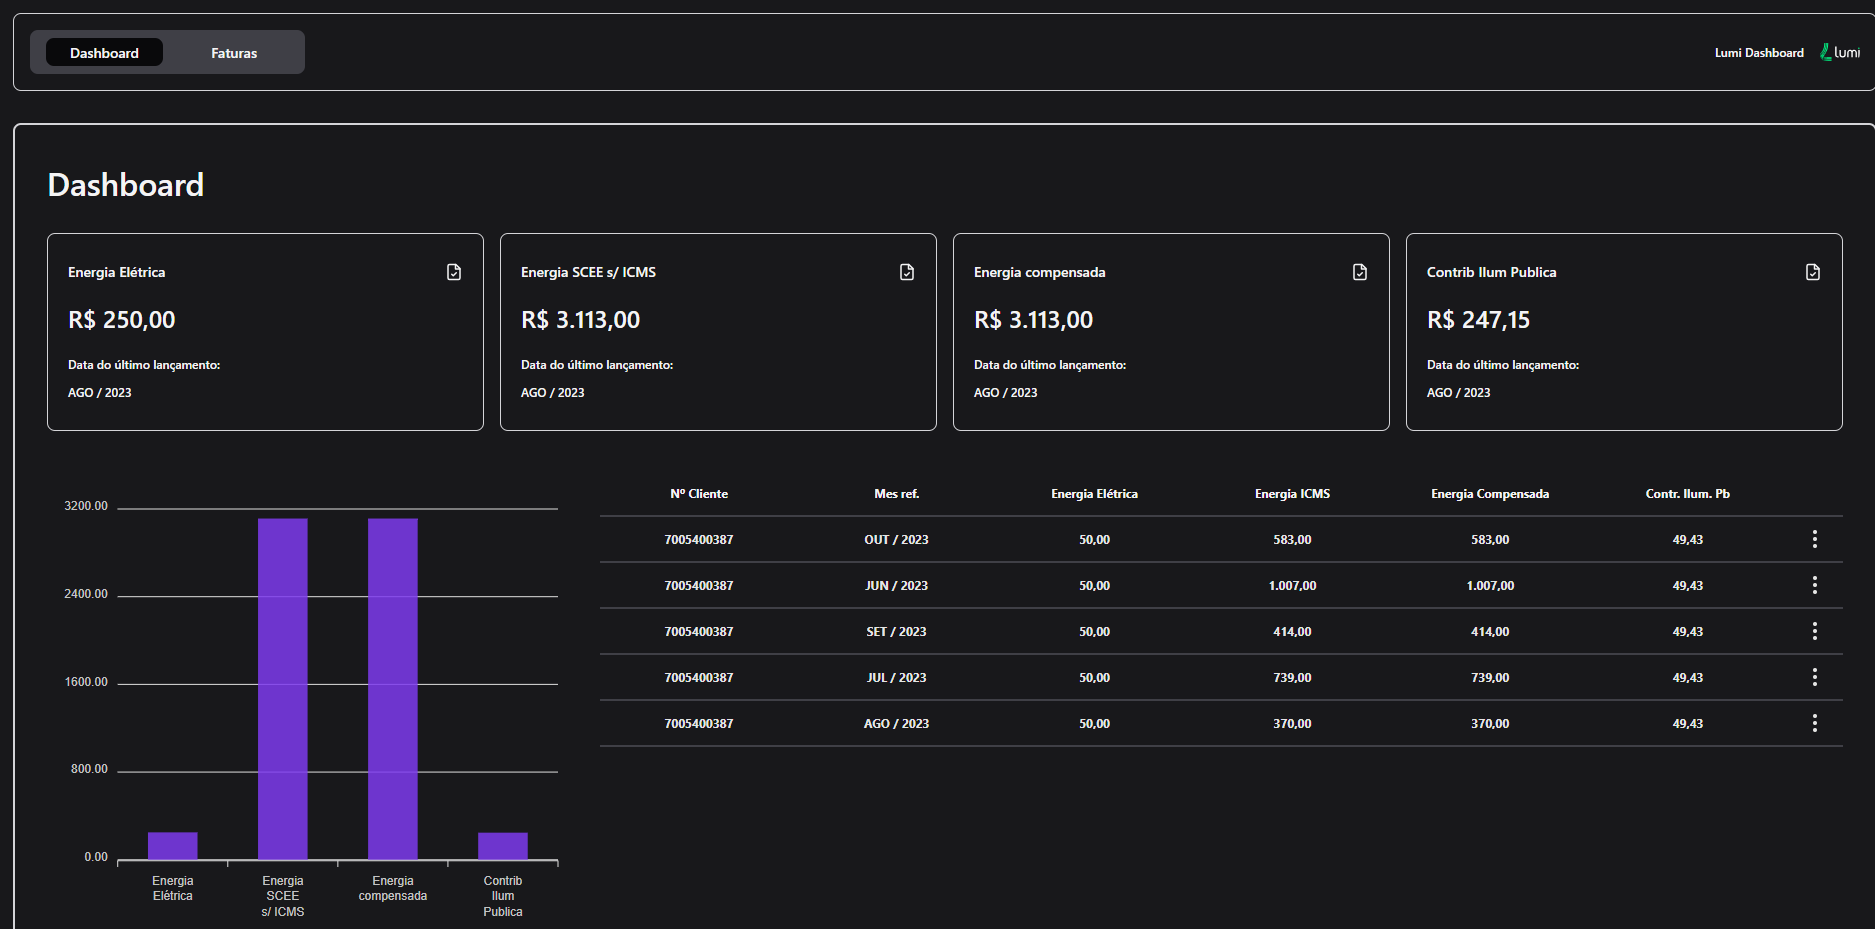 Dashboard
Faturas
Lumi Dashboard
lumi
Dashboard
Energia Elétrica
R$ 250,00
Data do último lançamento:
AGO / 2023
Energia SCEE s/ ICMS
R$ 3.113,00
Data do último lançamento:
AGO / 2023
Energia compensada
R$ 3.113,00
Data do último lançamento:
AGO / 2023
Contrib Ilum Publica
R$ 247,15
Data do último lançamento:
AGO / 2023
3200.00
2400.00
1600.00
800.00
0.00
Energia
Elétrica
Energia
SCEE
s/ ICMS
Energia
compensada
Contrib
Ilum
Publica
Nº Cliente Mes ref. Energia Elétrica Energia ICMS Energia Compensada Contr. Ilum. Pb
7005400387 OUT / 2023 50,00 583,00 583,00 49,43
7005400387 JUN / 2023 50,00 1.007,00 1.007,00 49,43
7005400387 SET / 2023 50,00 414,00 414,00 49,43
7005400387 JUL / 2023 50,00 739,00 739,00 49,43
7005400387 AGO / 2023 50,00 370,00 370,00 49,43